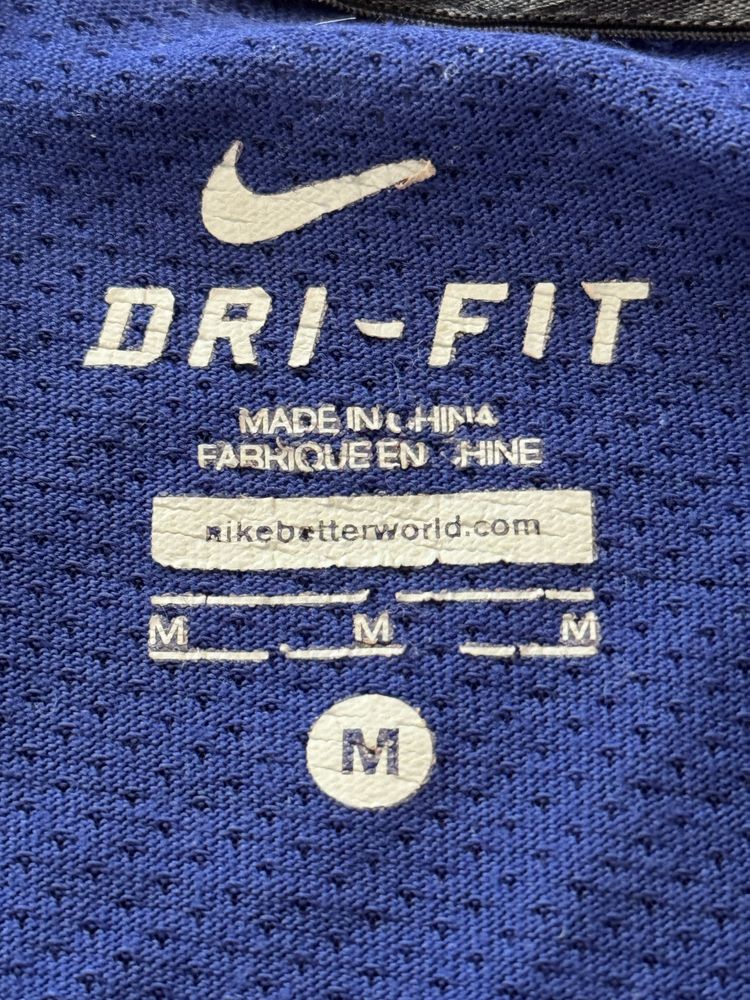 DRI-FIT
MADE IN CHINA
FABRIQUE EN CHINE
nikebetterworld.com
M M M
M